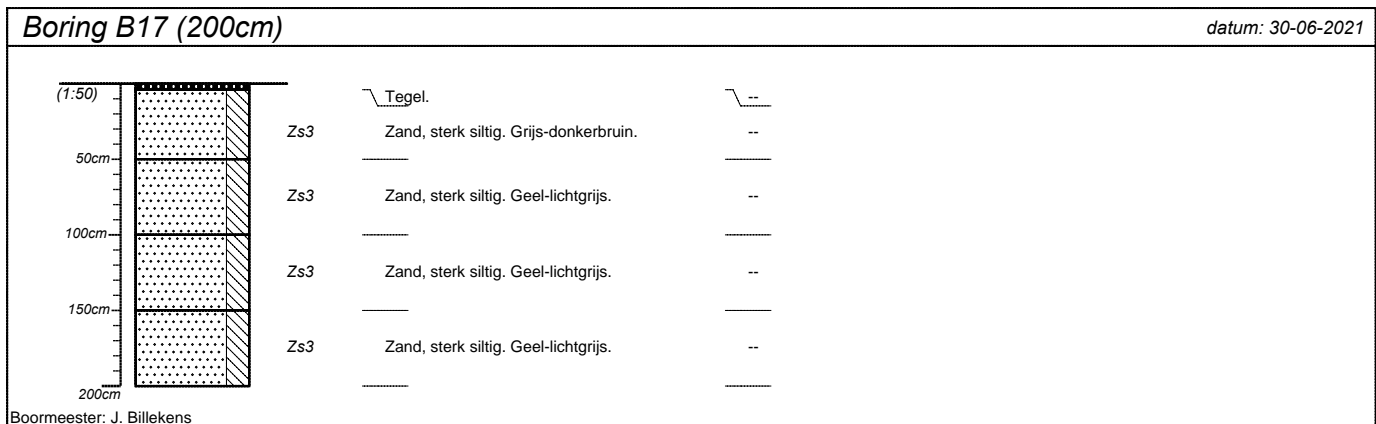 Boring B17 (200cm) datum: 30-06-2021
(1:50) Tegel. --
Zs3 Zand, sterk siltig. Grijs-donkerbruin. --
50cm
Zs3 Zand, sterk siltig. Geel-lichtgrijs. --
100cm
Zs3 Zand, sterk siltig. Geel-lichtgrijs. --
150cm
Zs3 Zand, sterk siltig. Geel-lichtgrijs. --
200cm
Boormeester: J. Billekens